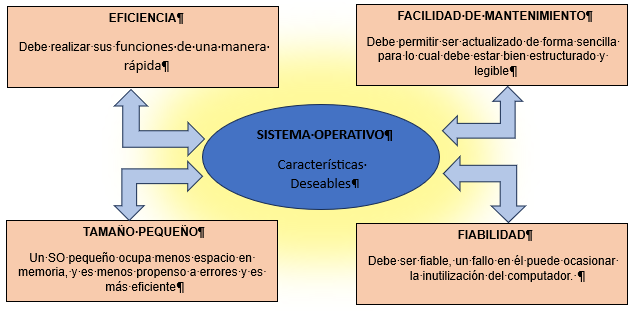 EFICIENCIA¶
Debe·realizar·sus·funciones·de·una·manera·
rápida¶
FACILIDAD·DE·MANTENIMIENTO¶
Debe·permitir·ser·actualizado·de·forma·sencilla·
para·lo·cual·debe·estar·bien·estructurado·y·
legible¶
SISTEMA·OPERATIVO¶
Características·
Deseables¶
TAMAÑO·PEQUEÑO¶
Un·SO·pequeño·ocupa·menos·espacio·en·
memoria,·y·es·menos·propenso·a·errores·y·es·
más·eficiente¶
FIABILIDAD¶
Debe·ser·fiable,·un·fallo·en·él·puede·ocasionar·
la·inutilización·del·computador.·¶